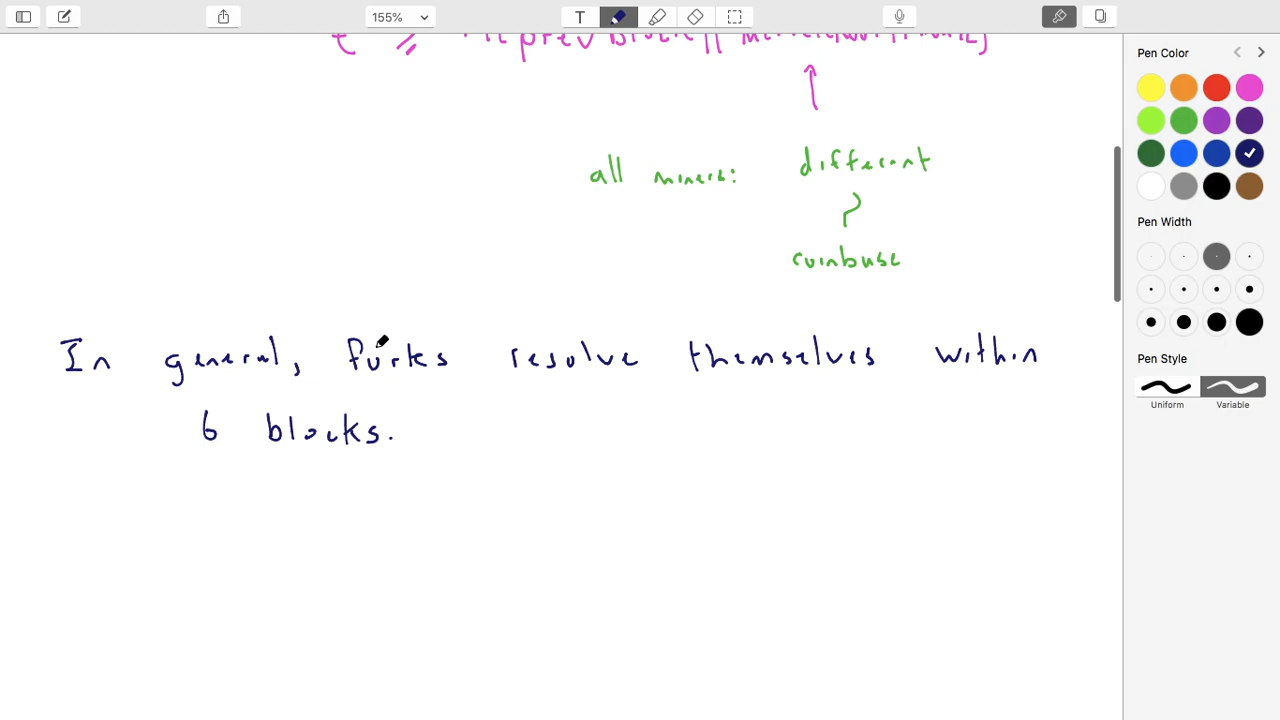 155%
T
Pen Color
t ≥ H(prevBlock ||
all miners: different
coinbase
In general, forks resolve themselves within
6 blocks.
Pen Width
Pen Style
Uniform Variable